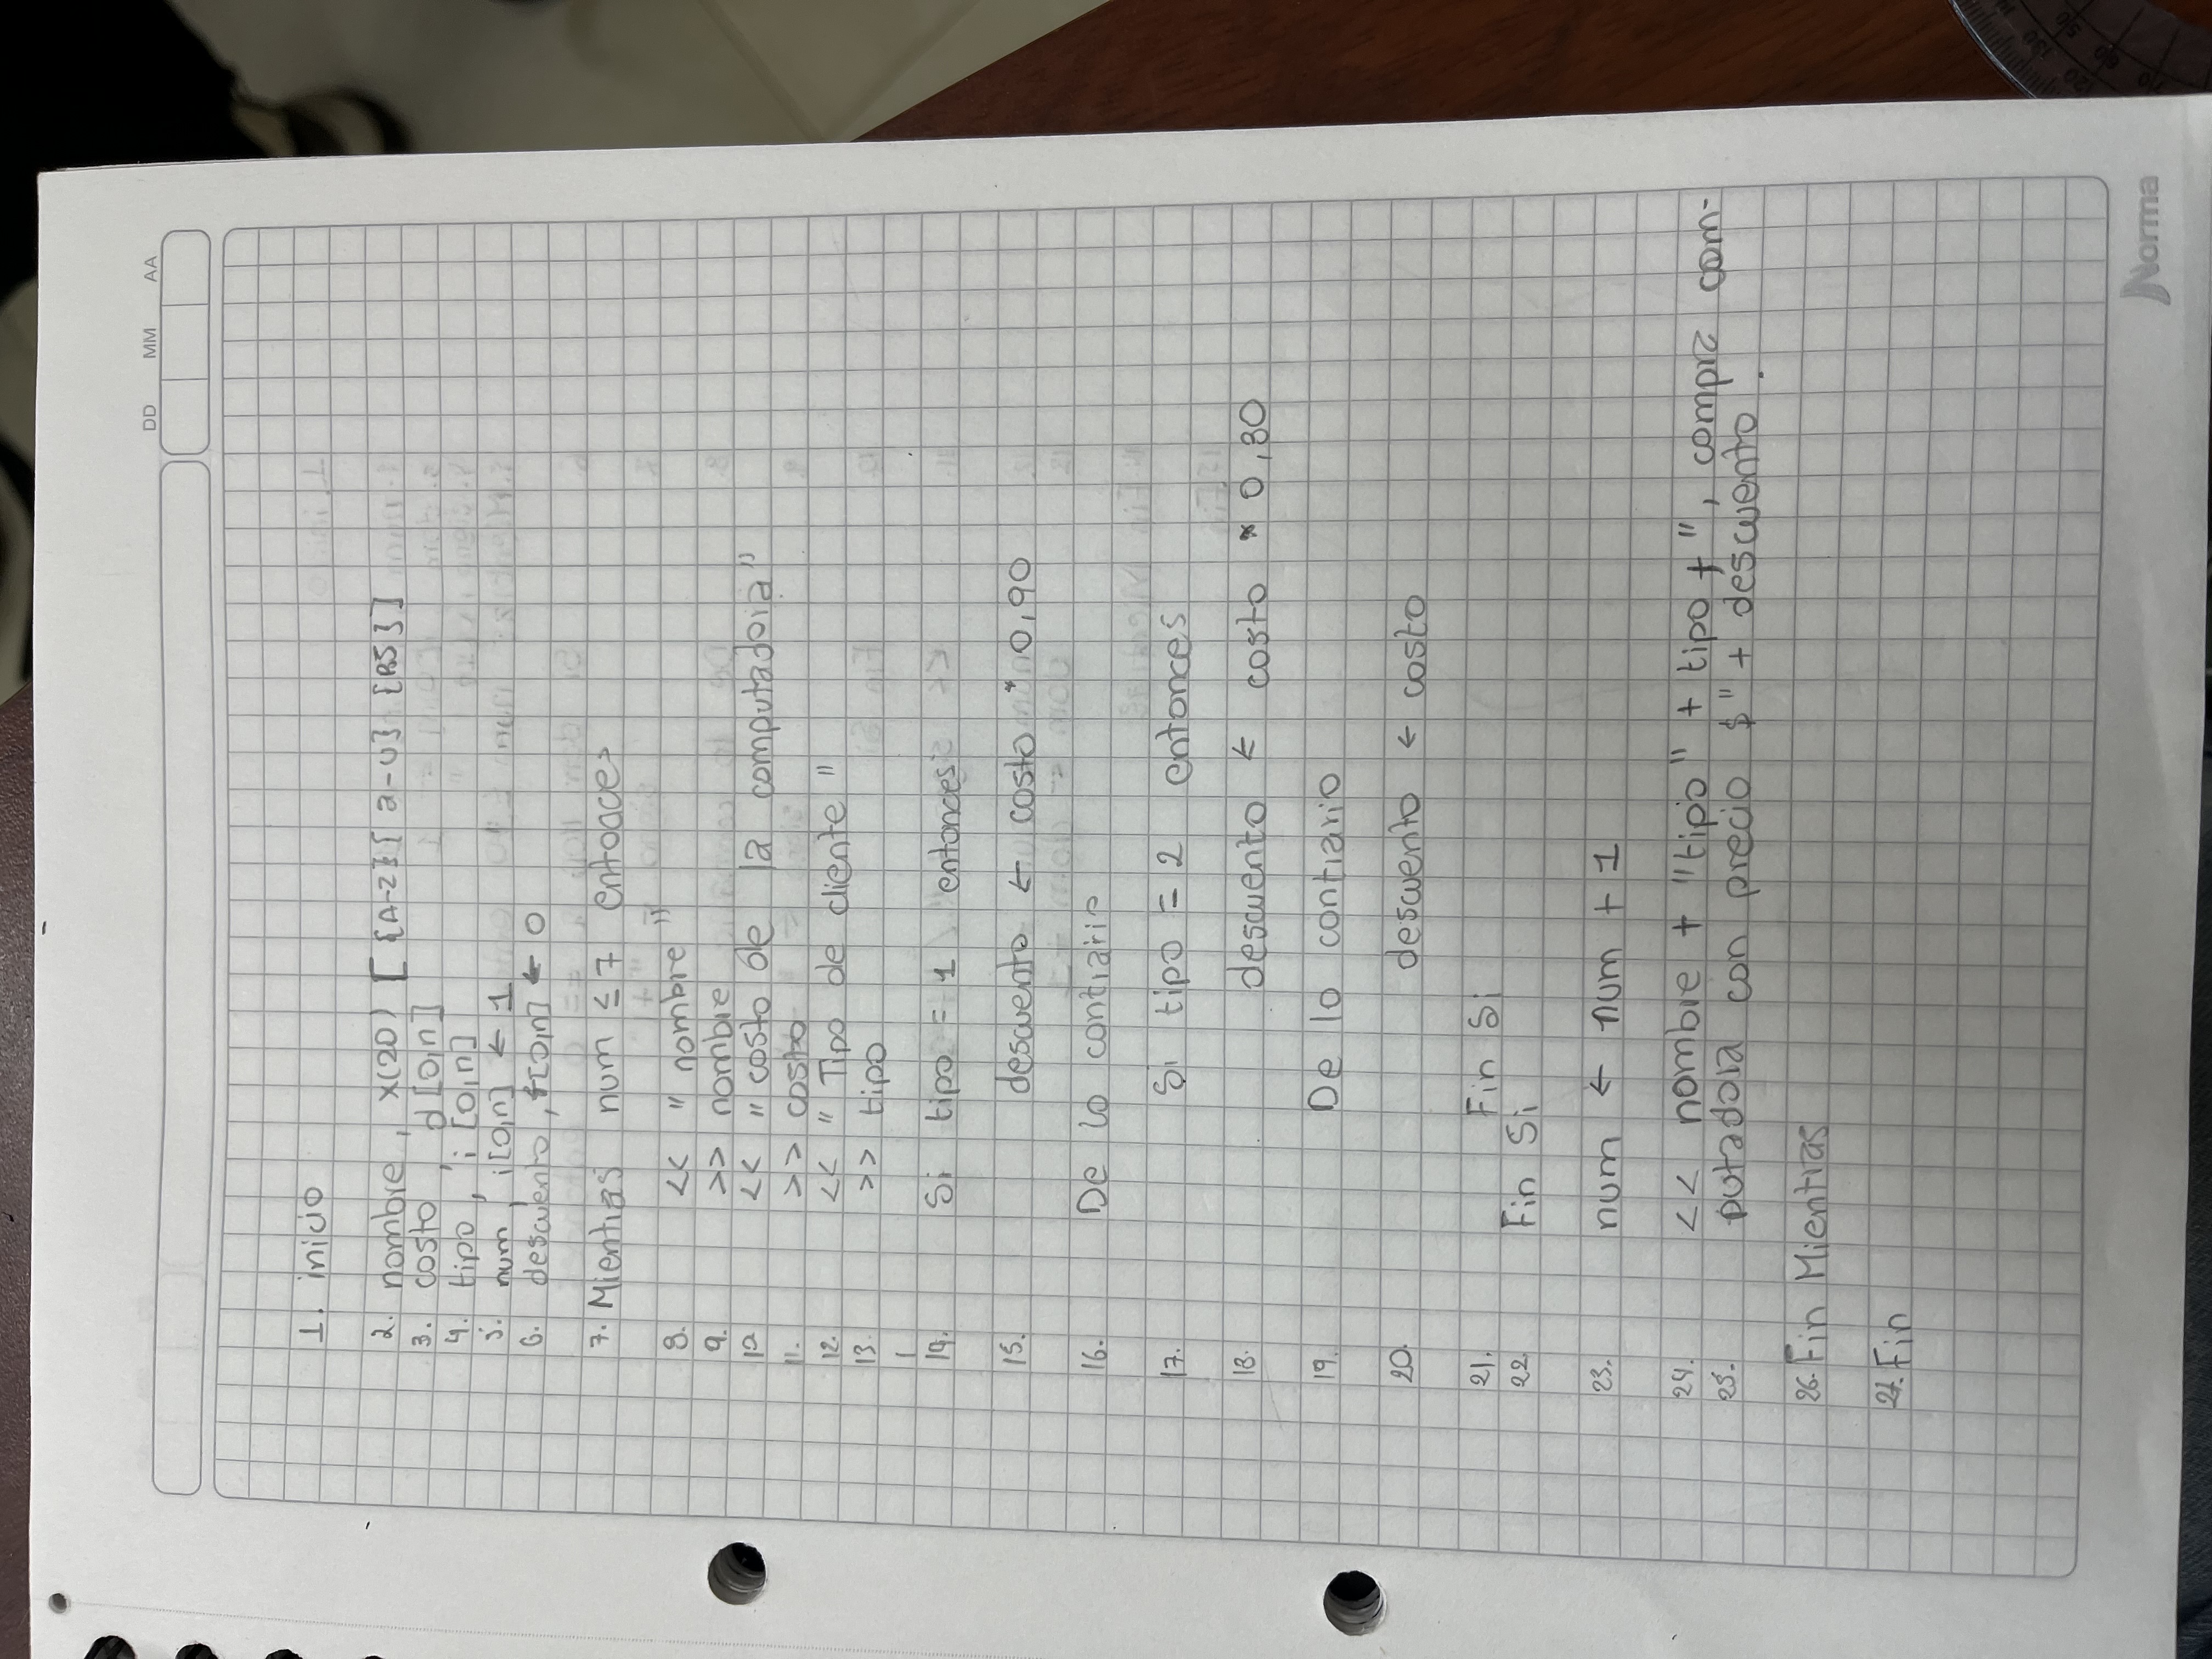 DD MM AA
1. inicio
2. nombre, x(20) [{A-Z}{a-u} {BS}]
3. costo, d[0,n]
4. tipo, i[0,n]
5. num, i[0,n] ← 1
6. descuento, f[0,n] ← 0
7. Mientras num ≤ 7 entonces
8. << "nombre"
9. >> nombre
10 << "costo de la computadora"
11. >> costo
12. << "Tipo de cliente"
13. >> tipo
14. Si tipo = 1 entonces
15. descuento ← costo * 0,90
16. De lo contrario
17. Si tipo = 2 entonces
18. descuento ← costo * 0,80
19. De lo contrario
20. descuento ← costo
21. Fin Si
22. Fin Si
23. num ← num + 1
24. << nombre + "tipo" + tipo + ", compra com-
25. putadora con precio $" + descuento.
26. Fin Mientras
27. Fin
Norma